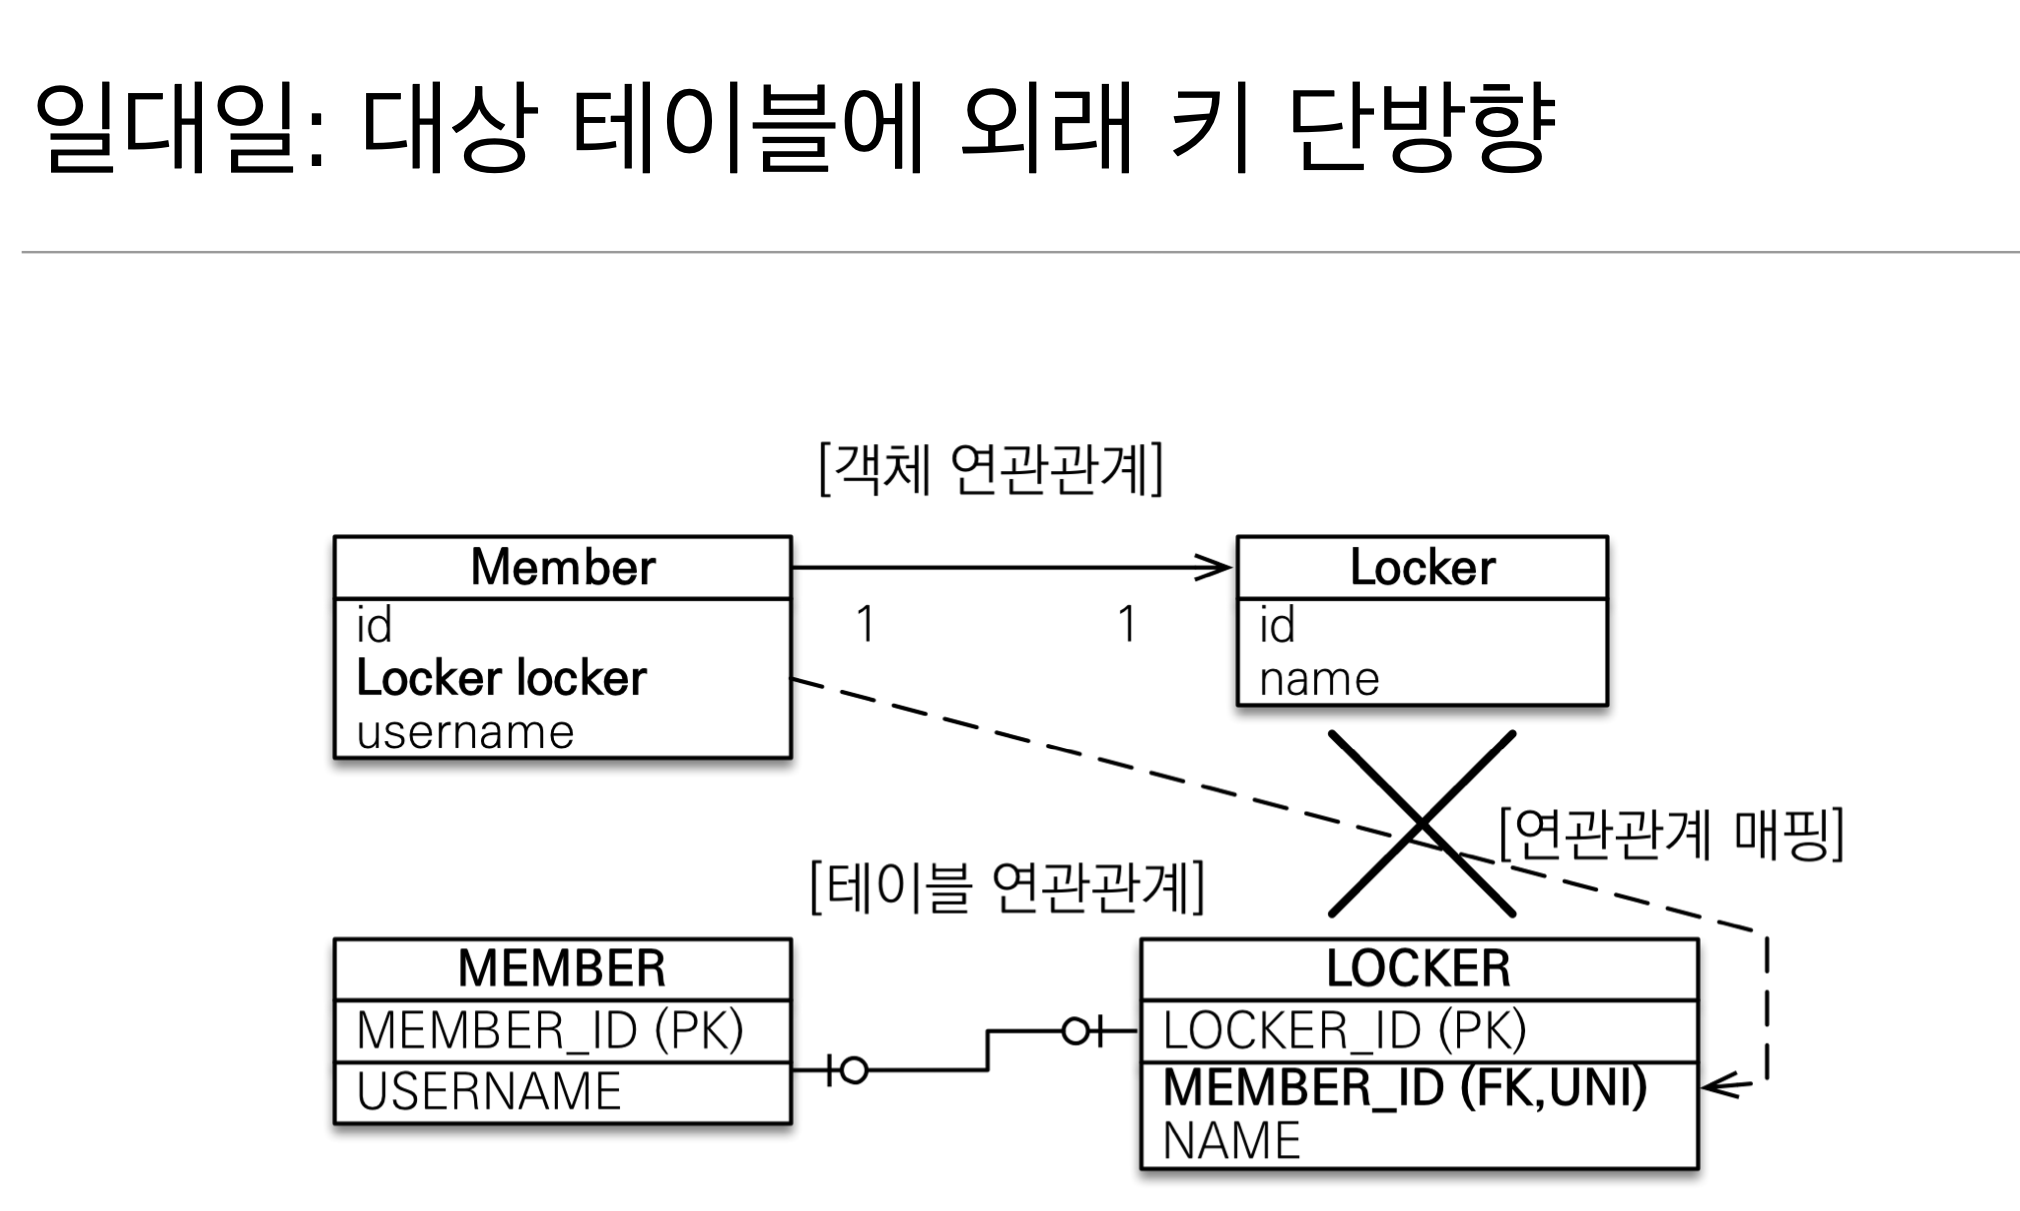 일대일: 대상 테이블에 외래 키 단방향
[객체 연관관계]
Member
id
Locker locker
username
1
1
Locker
id
name
[연관관계 매핑]
[테이블 연관관계]
MEMBER
MEMBER_ID (PK)
USERNAME
LOCKER
LOCKER_ID (PK)
MEMBER_ID (FK,UNI)
NAME